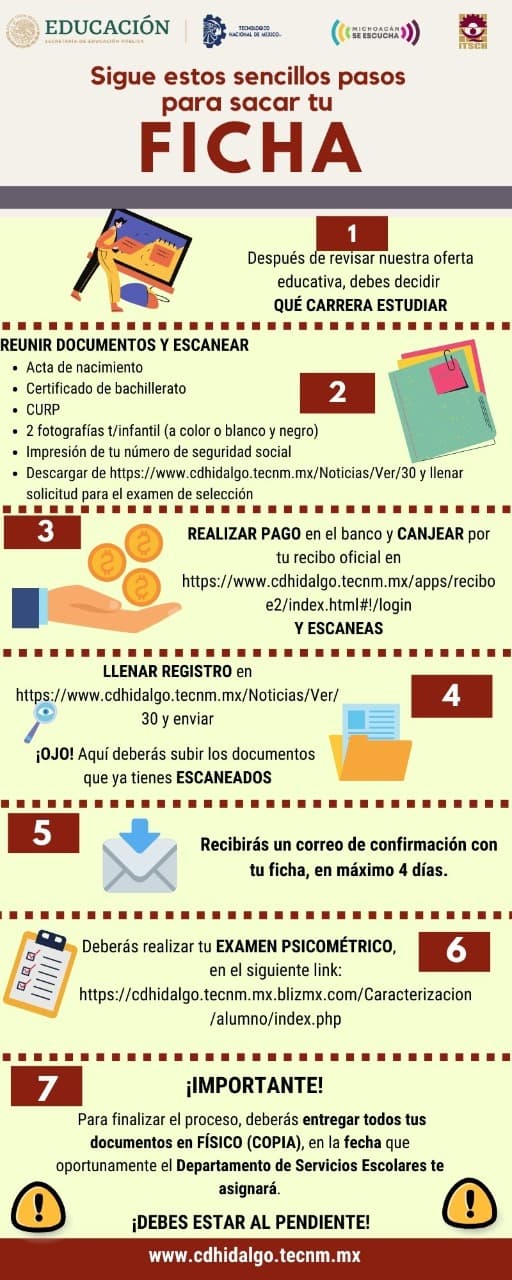 EDUCACIÓN
SECRETARÍA DE EDUCACIÓN PÚBLICA
TECNOLÓGICO
NACIONAL DE MÉXICO
MICHOACÁN
SE ESCUCHA
ITSCH
Sigue estos sencillos pasos
para sacar tu
FICHA
1
Después de revisar nuestra oferta
educativa, debes decidir
QUÉ CARRERA ESTUDIAR
REUNIR DOCUMENTOS Y ESCANEAR
• Acta de nacimiento
• Certificado de bachillerato
• CURP
• 2 fotografías t/infantil (a color o blanco y negro)
• Impresión de tu número de seguridad social
• Descargar de https://www.cdhidalgo.tecnm.mx/Noticias/Ver/30 y llenar
solicitud para el examen de selección
2
3
REALIZAR PAGO en el banco y CANJEAR por
tu recibo oficial en
https://www.cdhidalgo.tecnm.mx/apps/recibo
e2/index.html#!/login
Y ESCANEAS
LLENAR REGISTRO en
https://www.cdhidalgo.tecnm.mx/Noticias/Ver/
30 y enviar
¡OJO! Aquí deberás subir los documentos
que ya tienes ESCANEADOS
4
5
Recibirás un correo de confirmación con
tu ficha, en máximo 4 días.
Deberás realizar tu EXAMEN PSICOMÉTRICO,
en el siguiente link:
https://cdhidalgo.tecnm.mx.blizmx.com/Caracterizacion
/alumno/index.php
6
7
¡IMPORTANTE!
Para finalizar el proceso, deberás entregar todos tus
documentos en FÍSICO (COPIA), en la fecha que
oportunamente el Departamento de Servicios Escolares te
asignará.
¡DEBES ESTAR AL PENDIENTE!
www.cdhidalgo.tecnm.mx